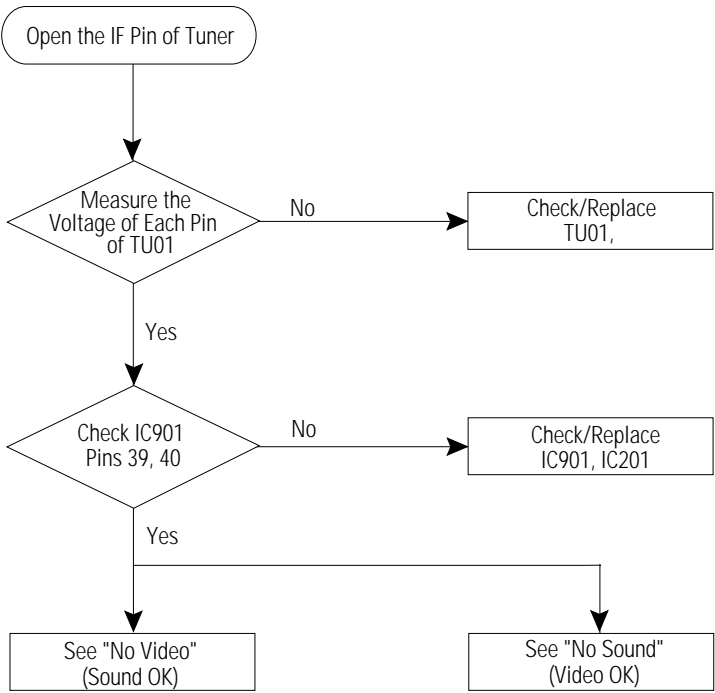 Open the IF Pin of Tuner
Measure the
Voltage of Each Pin
of TU01
No
Check/Replace
TU01,
Yes
Check IC901
Pins 39, 40
No
Check/Replace
IC901, IC201
Yes
See "No Video"
(Sound OK)
See "No Sound"
(Video OK)